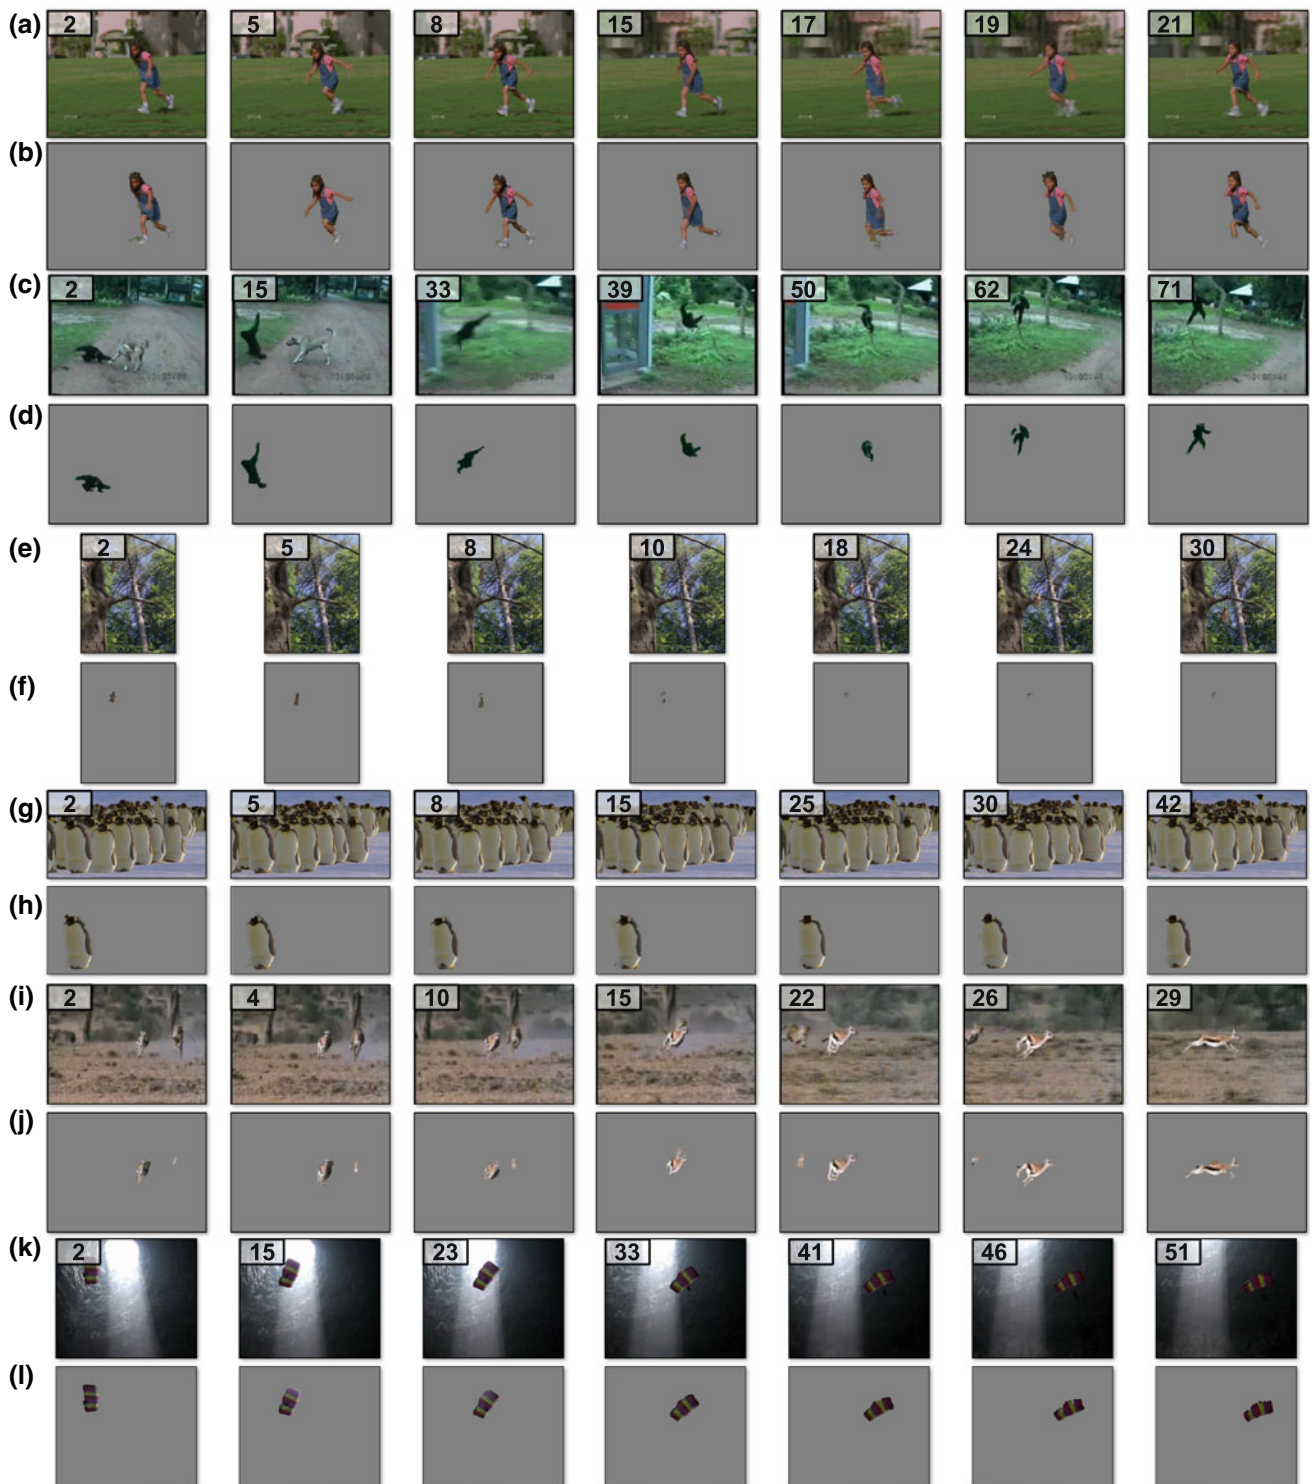 (a) 2 5 8 15 17 19 21
(b)
(c) 2 15 33 39 50 62 71
(d)
(e) 2 5 8 10 18 24 30
(f)
(g) 2 5 8 15 25 30 42
(h)
(i) 2 4 10 15 22 26 29
(j)
(k) 2 15 23 33 41 46 51
(l)